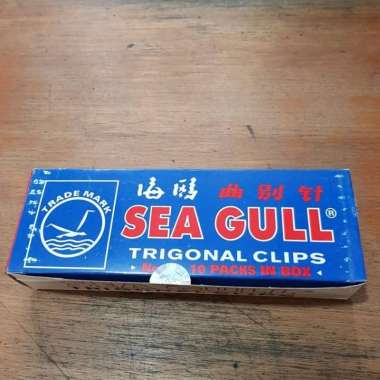 TRADE MARK
海鸥 曲别针
SEA GULL®
TRIGONAL CLIPS
10 PACKS IN BOX